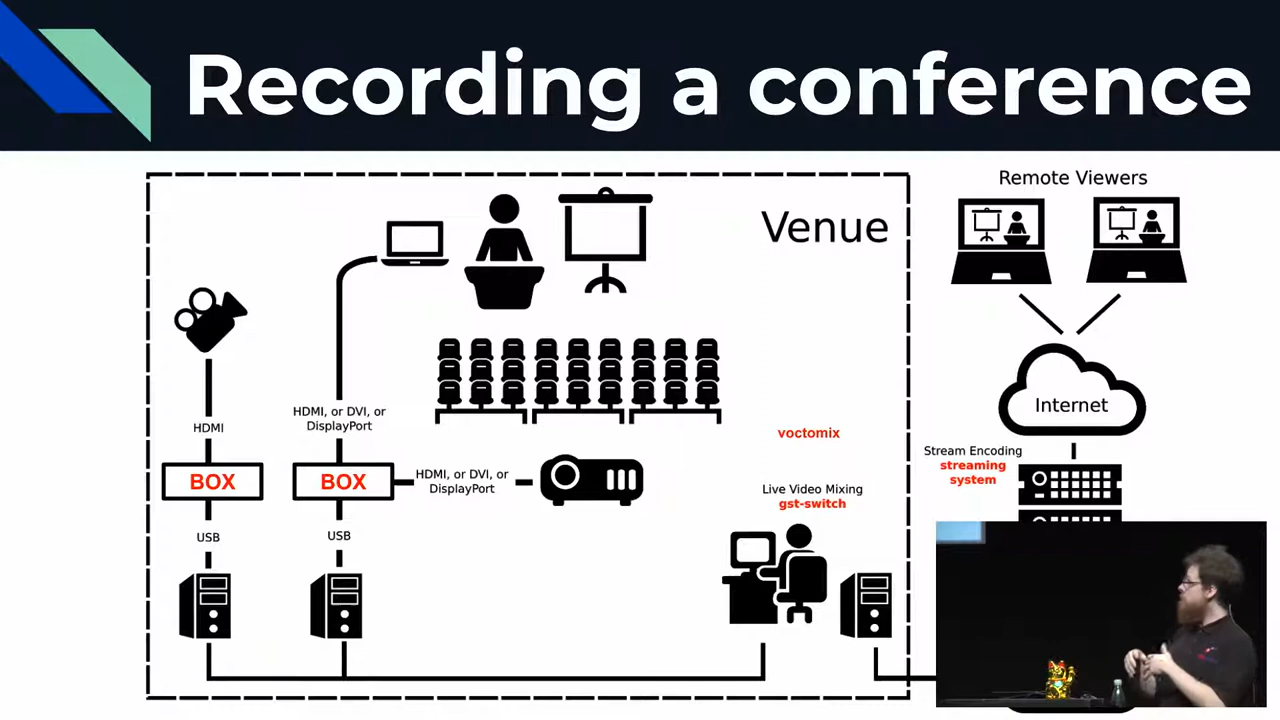 Recording a conference
Venue
Remote Viewers
HDMI, or DVI, or
DisplayPort
HDMI
Internet
voctomix
Stream Encoding
streaming
system
BOX
BOX
HDMI, or DVI, or
DisplayPort
Live Video Mixing
gst-switch
USB
USB